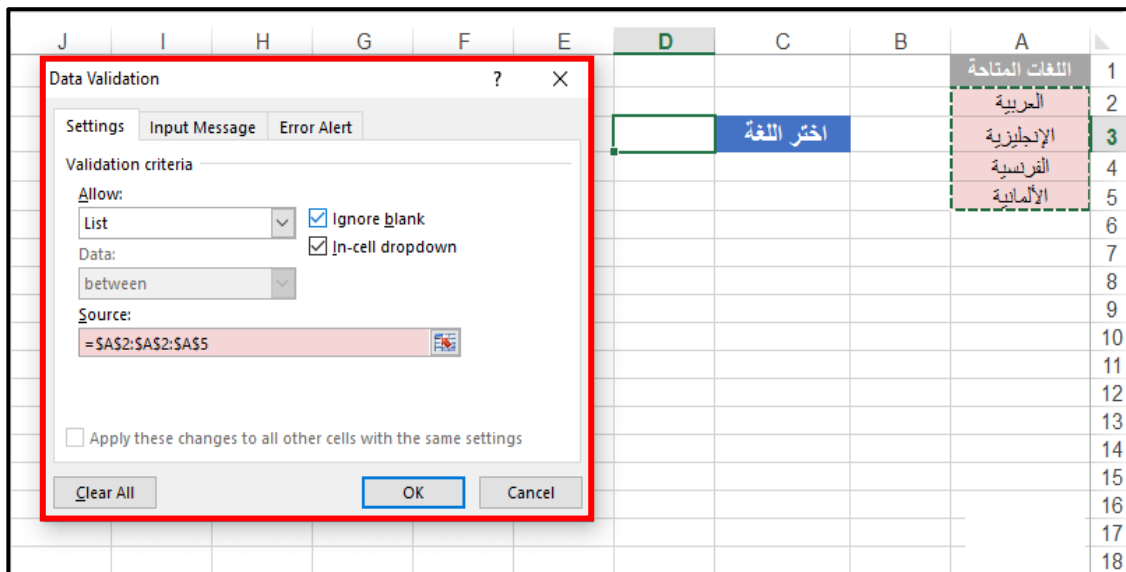 J I H G F E D C B A
اللغات المتاحة 1
العربية 2
اختر اللغة الإنجليزية 3
الفرنسية 4
الألمانية 5
6
7
8
9
10
11
12
13
14
15
16
17
18
Data Validation ? ×
Settings Input Message Error Alert
Validation criteria
Allow:
List Ignore blank
In-cell dropdown
Data:
between
Source:
=$A$2:$A$2:$A$5
Apply these changes to all other cells with the same settings
Clear All OK Cancel